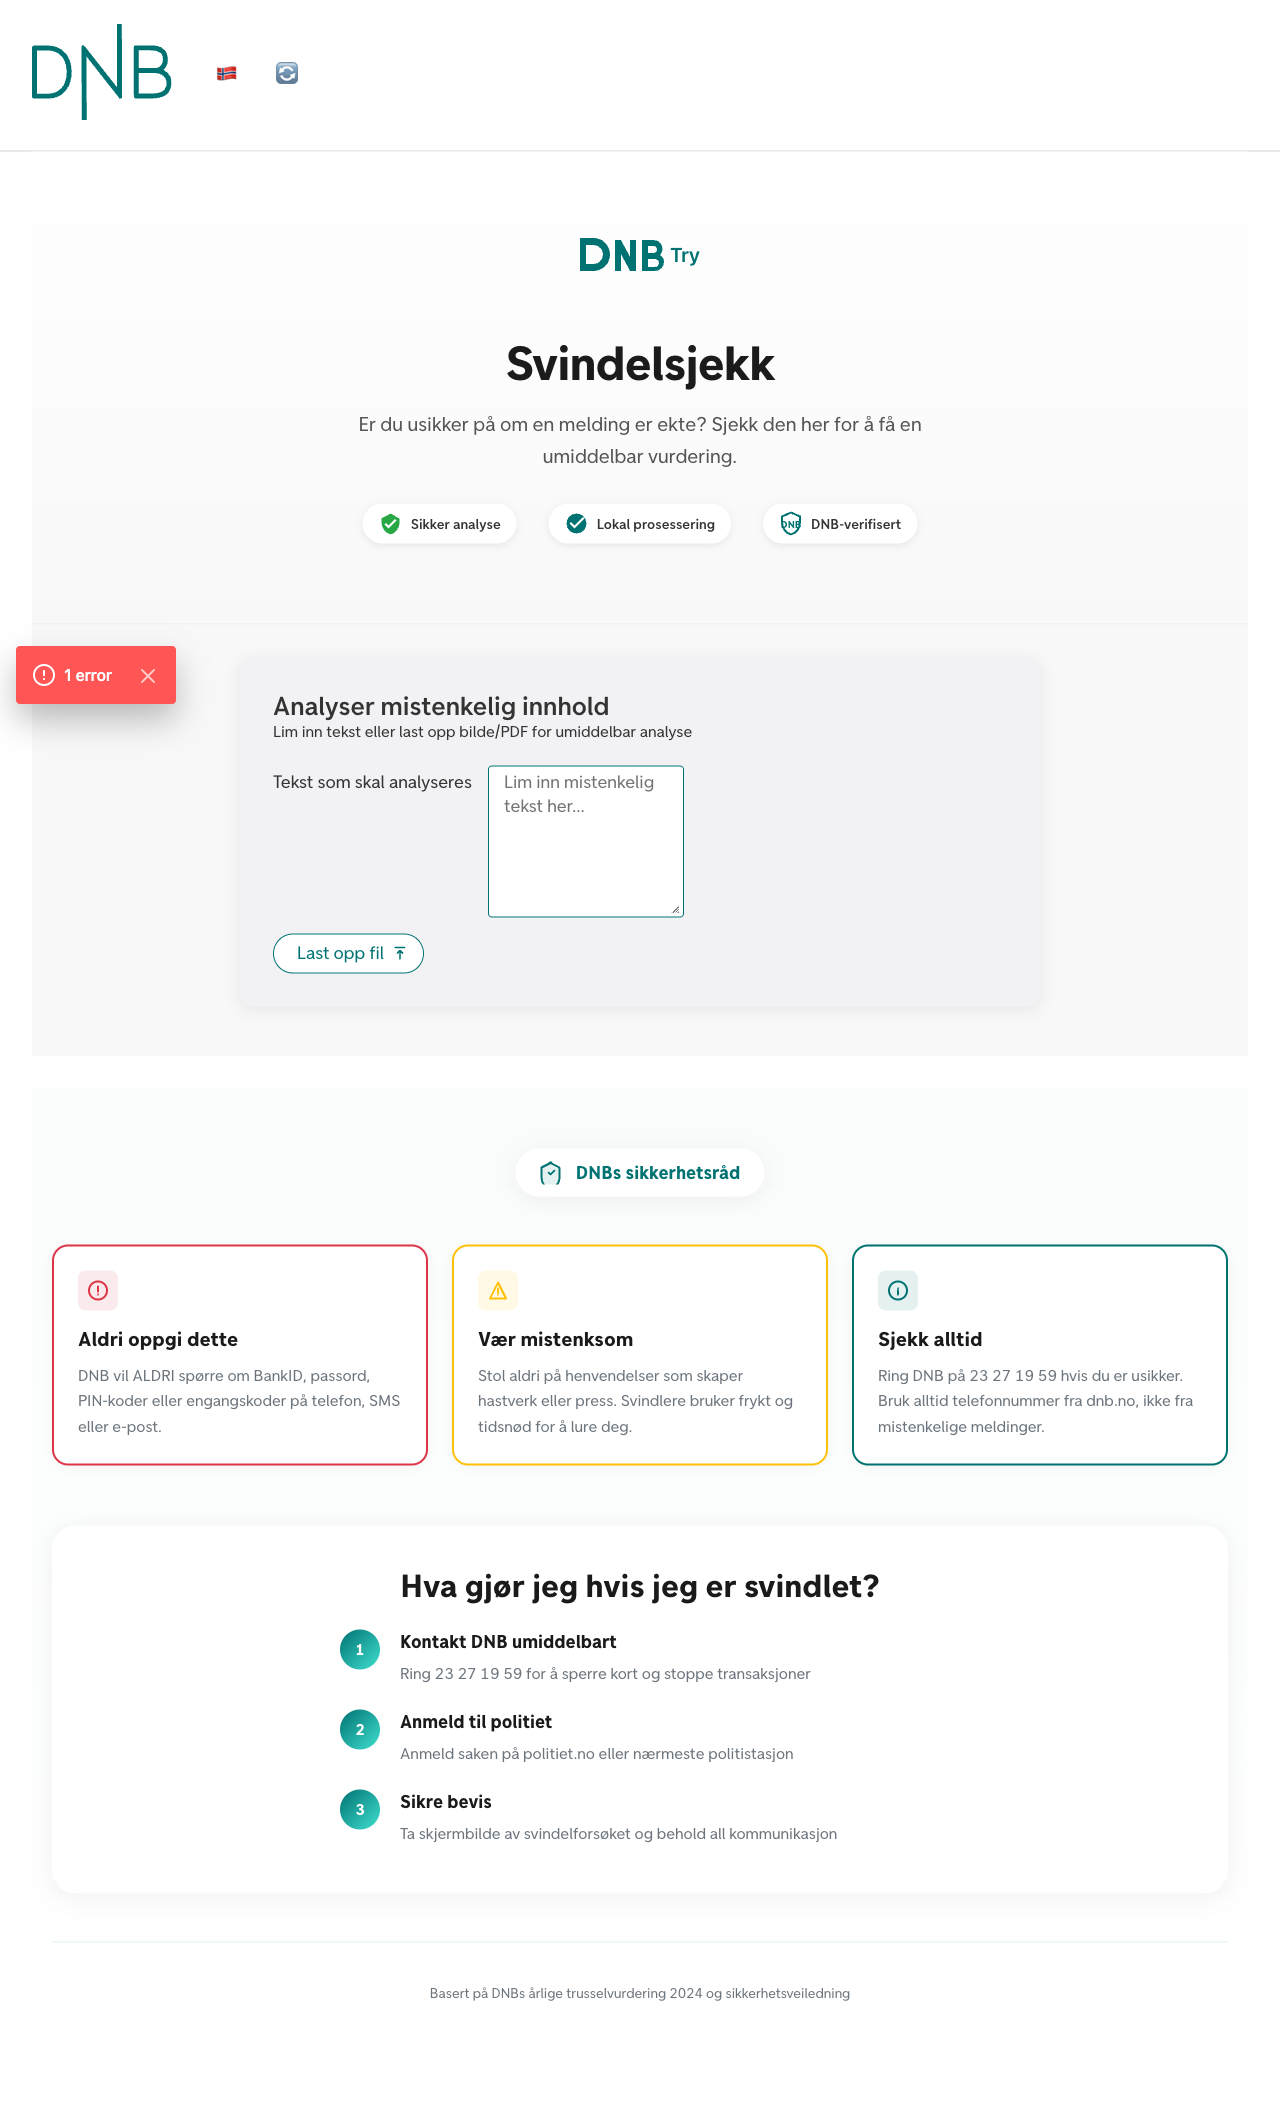 DNB
DNB Try
Svindelsjekk
Er du usikker på om en melding er ekte? Sjekk den her for å få en
umiddelbar vurdering.
Sikker analyse
Lokal prosessering
DNB DNB-verifisert
1 error
Analyser mistenkelig innhold
Lim inn tekst eller last opp bilde/PDF for umiddelbar analyse
Tekst som skal analyseres
Lim inn mistenkelig
tekst her...
Last opp fil
DNBs sikkerhetsråd
Aldri oppgi dette
DNB vil ALDRI spørre om BankID, passord,
PIN-koder eller engangskoder på telefon, SMS
eller e-post.
Vær mistenksom
Stol aldri på henvendelser som skaper
hastverk eller press. Svindlere bruker frykt og
tidsnød for å lure deg.
Sjekk alltid
Ring DNB på 23 27 19 59 hvis du er usikker.
Bruk alltid telefonnummer fra dnb.no, ikke fra
mistenkelige meldinger.
Hva gjør jeg hvis jeg er svindlet?
1
Kontakt DNB umiddelbart
Ring 23 27 19 59 for å sperre kort og stoppe transaksjoner
2
Anmeld til politiet
Anmeld saken på politiet.no eller nærmeste politistasjon
3
Sikre bevis
Ta skjermbilde av svindelforsøket og behold all kommunikasjon
Basert på DNBs årlige trusselvurdering 2024 og sikkerhetsveiledning